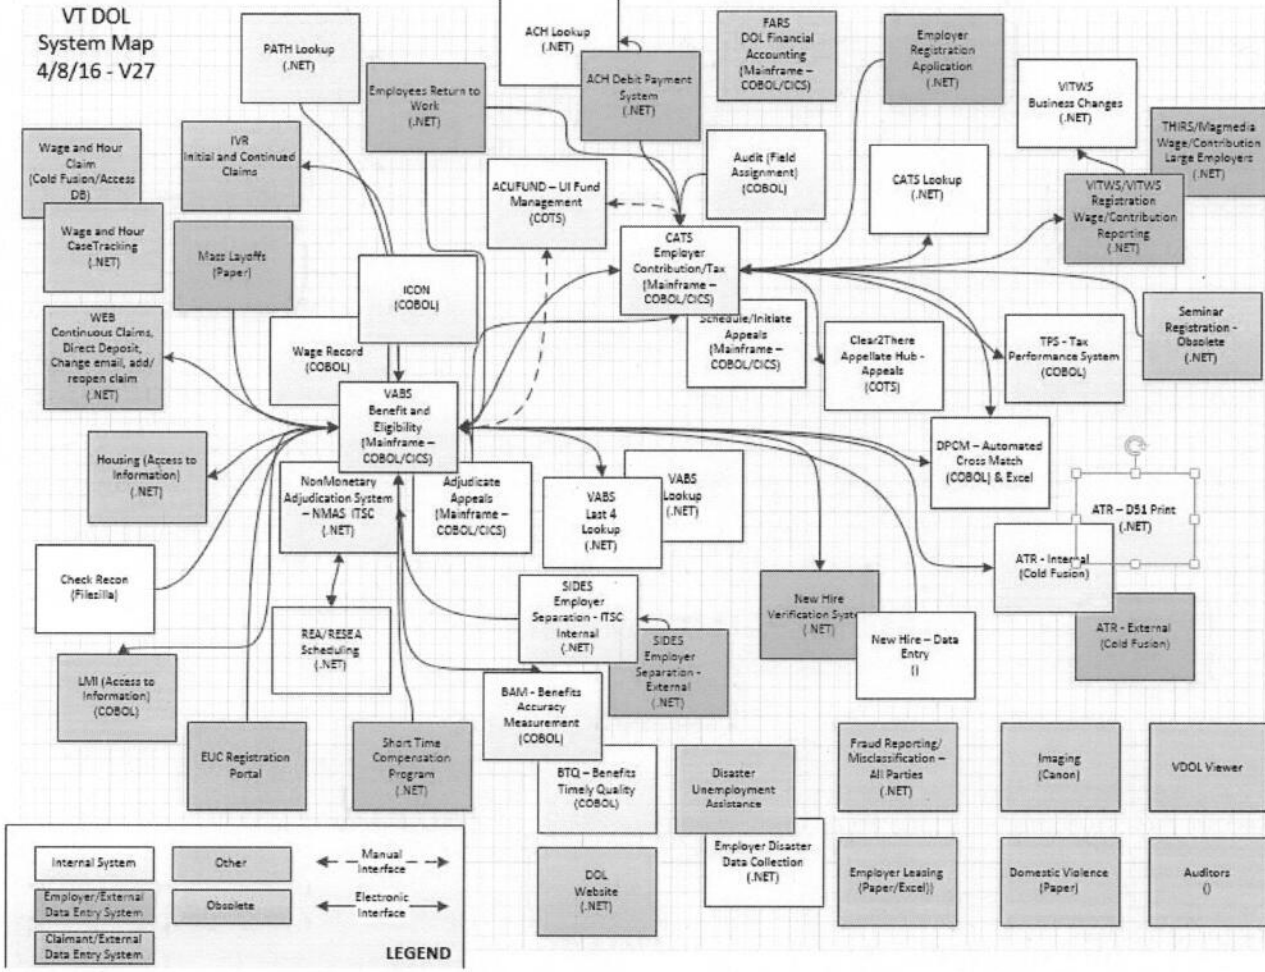 VT DOL
System Map
4/8/16 - V27
PATH Lookup
(.NET)
ACH Lookup
(.NET)
ACH Debit Payment
System
(.NET)
FARS
DOL Financial
Accounting
(Mainframe –
COBOL/CICS)
Employer
Registration
Application
(.NET)
VITWS
Business Changes
(.NET)
THIRS/Magmedia
Wage/Contribution
Large Employers
(.NET)
Employees Return to
Work
(.NET)
Wage and Hour
Claim
(Cold Fusion/Access
DB)
IVR
Initial and Continued
Claims
Audit (Field
Assignment)
(COBOL)
CATS Lookup
(.NET)
VITWS/VITWS
Registration
Wage/Contribution
Reporting
(.NET)
ACUFUND – UI Fund
Management
(COTS)
Wage and Hour
CaseTracking
(.NET)
Mass Layoffs
(Paper)
CATS
Employer
Contribution/Tax
(Mainframe –
COBOL/CICS)
ICON
(COBOL)
WEB
Continuous Claims,
Direct Deposit,
Change email, add/
reopen claim
(.NET)
Wage Record
(COBOL)
Schedule/Initiate
Appeals
(Mainframe –
COBOL/CICS)
Clear2There
Appellate Hub -
Appeals
(COTS)
TPS - Tax
Performance System
(COBOL)
Seminar
Registration -
Obsolete
(.NET)
VABS
Benefit and
Eligibility
(Mainframe –
COBOL/CICS)
Housing (Access to
Information)
(.NET)
NonMonetary
Adjudication System
– NMAS ITSC
(.NET)
Adjudicate
Appeals
(Mainframe –
COBOL/CICS)
VABS
Last 4
Lookup
(.NET)
VABS
Lookup
(.NET)
DPCM – Automated
Cross Match
(COBOL) & Excel
ATR – D51 Print
(.NET)
ATR - Internal
(Cold Fusion)
ATR - External
(Cold Fusion)
Check Recon
(Filezilla)
REA/RESEA
Scheduling
(.NET)
SIDES
Employer
Separation - ITSC
Internal
(.NET)
SIDES
Employer
Separation -
External
(.NET)
New Hire
Verification Syste
(.NET)
New Hire – Data
Entry
()
LMI (Access to
Information)
(COBOL)
BAM - Benefits
Accuracy
Measurement
(COBOL)
EUC Registration
Portal
Short Time
Compensation
Program
(.NET)
BTQ – Benefits
Timely Quality
(COBOL)
Disaster
Unemployment
Assistance
Fraud Reporting/
Misclassification –
All Parties
(.NET)
Imaging
(Canon)
VDOL Viewer
DOL
Website
(.NET)
Employer Disaster
Data Collection
(.NET)
Employer Leasing
(Paper/Excel))
Domestic Violence
(Paper)
Auditors
()
Internal System
Other
Manual
Interface
Employer/External
Data Entry System
Obsolete
Electronic
Interface
Claimant/External
Data Entry System
LEGEND